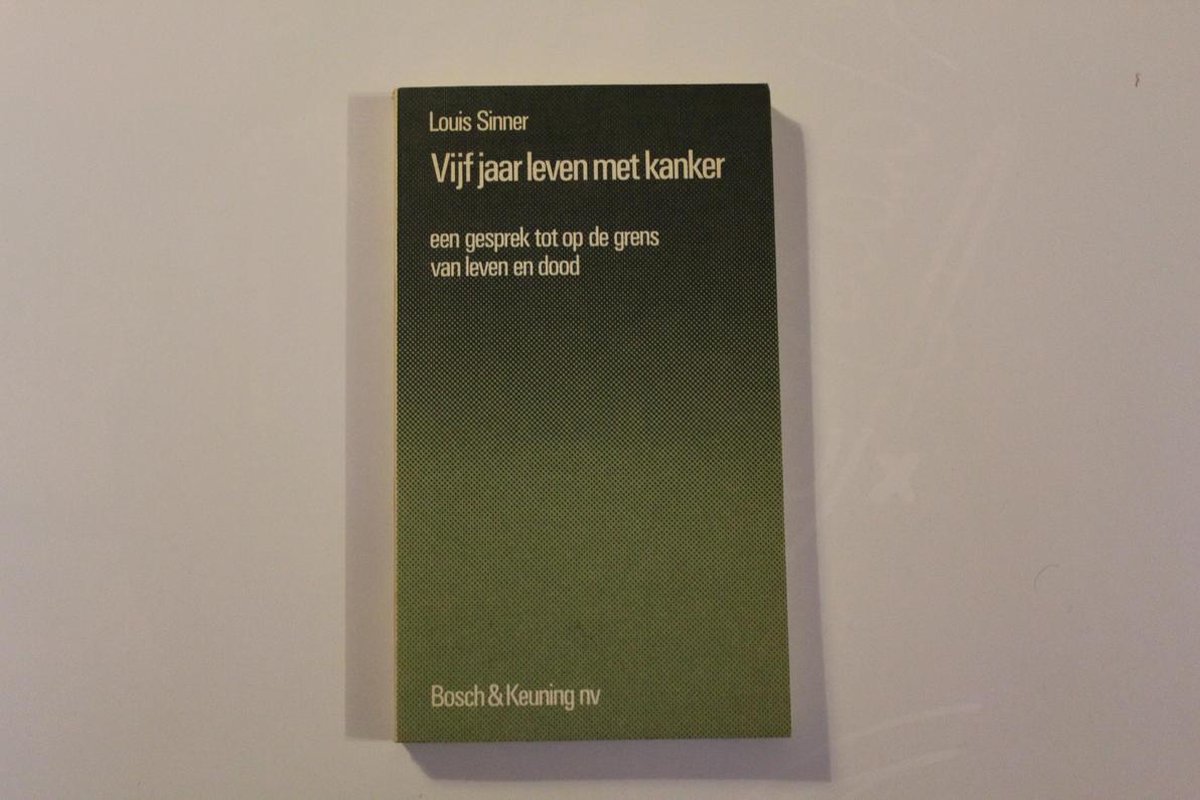 Louis Sinner
Vijf jaar leven met kanker
een gesprek tot op de grens
van leven en dood
Bosch & Keuning nv